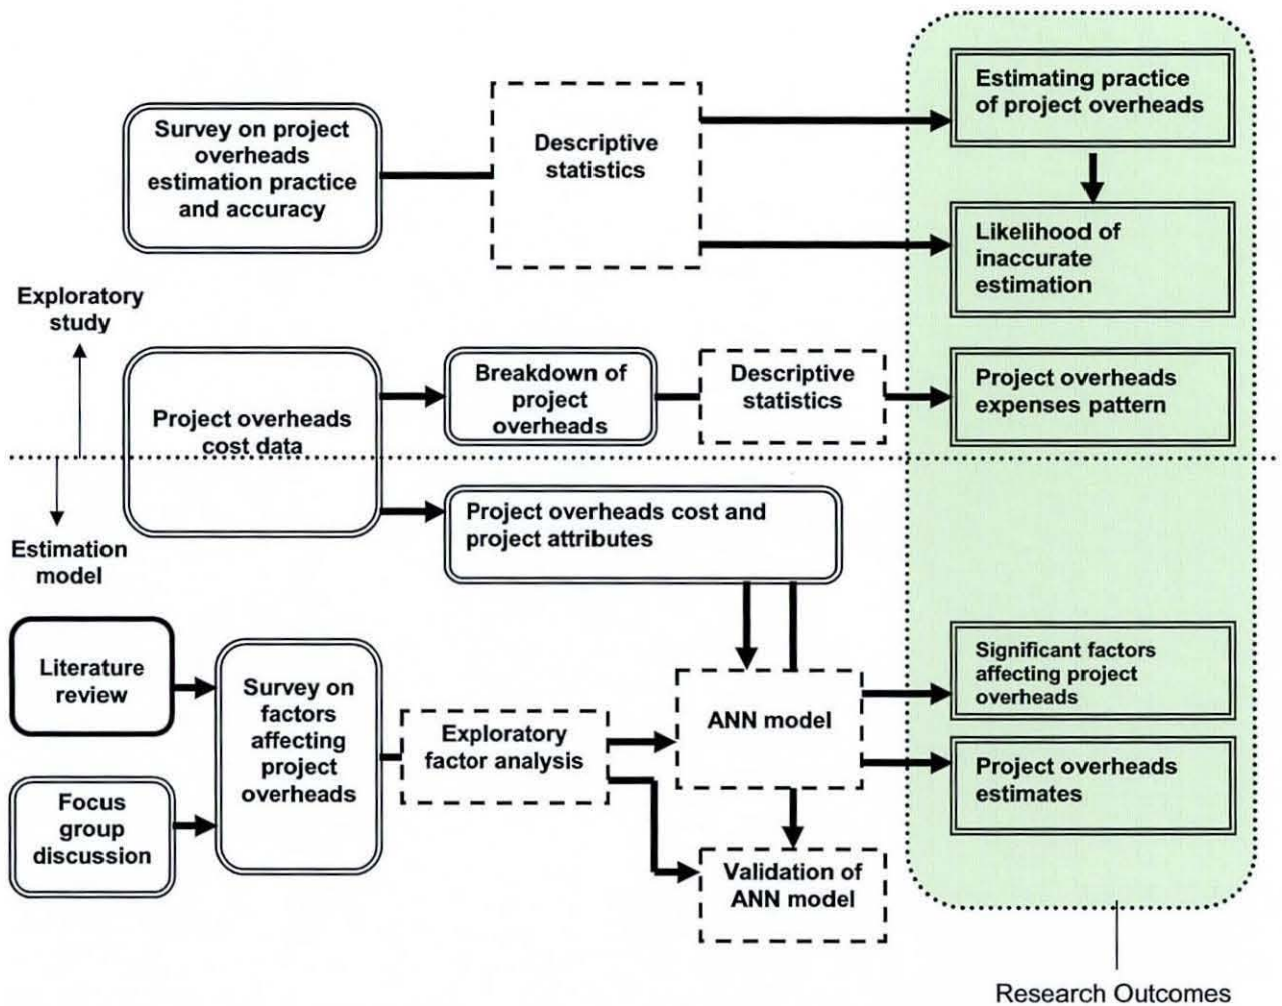 Survey on project
overheads
estimation practice
and accuracy
Descriptive
statistics
Estimating practice
of project overheads
Likelihood of
inaccurate
estimation
Exploratory
study
Project overheads
cost data
Breakdown of
project
overheads
Descriptive
statistics
Project overheads
expenses pattern
Estimation
model
Project overheads cost and
project attributes
Literature
review
Focus
group
discussion
Survey on
factors
affecting
project
overheads
Exploratory
factor analysis
ANN model
Validation of
ANN model
Significant factors
affecting project
overheads
Project overheads
estimates
Research Outcomes